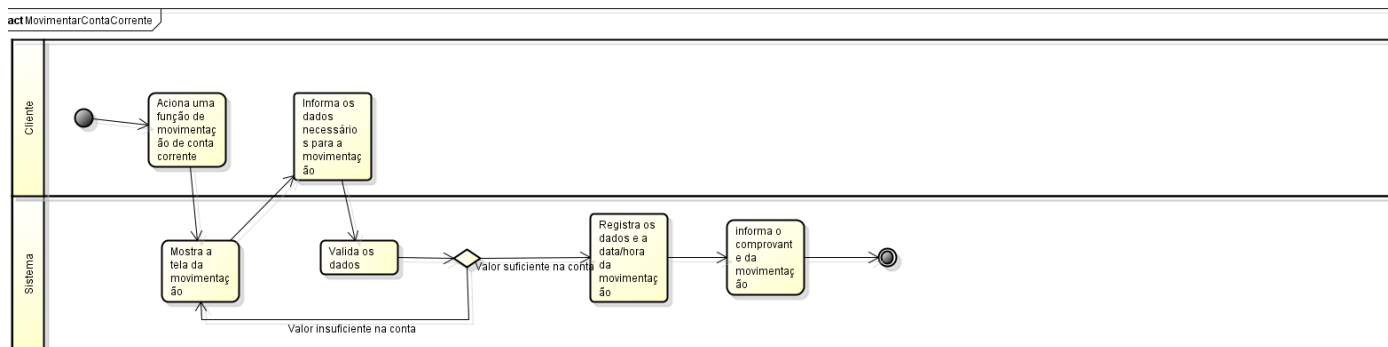 act MovimentarContaCorrente
Cliente
Aciona uma
função de
movimentaç
ão de conta
corrente
Informa os
dados
necessário
s para a
movimentaç
ão
Sistema
Mostra a
tela da
movimentaç
ão
Valida os
dados
Valor suficiente na conta
Valor insuficiente na conta
Registra os
dados e a
data/hora
da
movimentaç
ão
informa o
comprovant
e da
movimentaç
ão